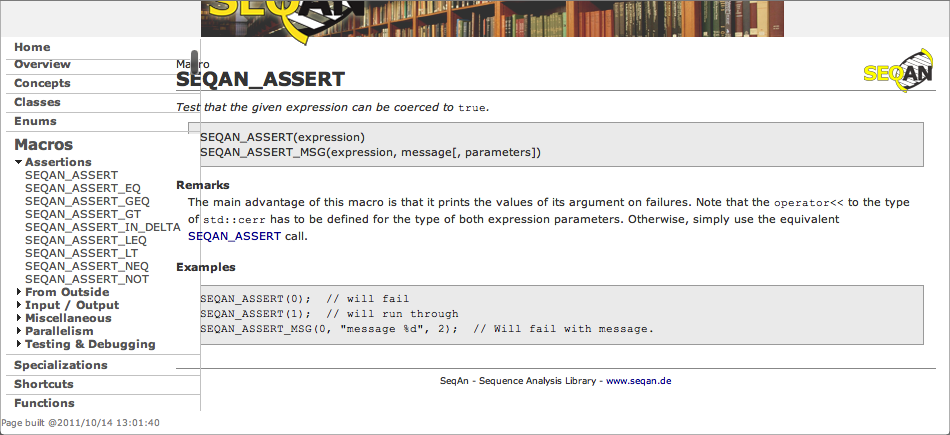 SEQAN
Home
Overview
Concepts
Classes
Enums
Macros
Assertions
SEQAN_ASSERT
SEQAN_ASSERT_EQ
SEQAN_ASSERT_GEQ
SEQAN_ASSERT_GT
SEQAN_ASSERT_IN_DELTA
SEQAN_ASSERT_LEQ
SEQAN_ASSERT_LT
SEQAN_ASSERT_NEQ
SEQAN_ASSERT_NOT
From Outside
Input / Output
Miscellaneous
Parallelism
Testing & Debugging
Specializations
Shortcuts
Functions
Page built @2011/10/14 13:01:40
Macro
SEQAN_ASSERT
SEQAN
Test that the given expression can be coerced to true.
SEQAN_ASSERT(expression)
SEQAN_ASSERT_MSG(expression, message[, parameters])
Remarks
The main advantage of this macro is that it prints the values of its argument on failures. Note that the operator<< to the type
of std::cerr has to be defined for the type of both expression parameters. Otherwise, simply use the equivalent
SEQAN_ASSERT call.
Examples
SEQAN_ASSERT(0);  // will fail
SEQAN_ASSERT(1);  // will run through
SEQAN_ASSERT_MSG(0, "message %d", 2);  // Will fail with message.
SeqAn - Sequence Analysis Library - www.seqan.de